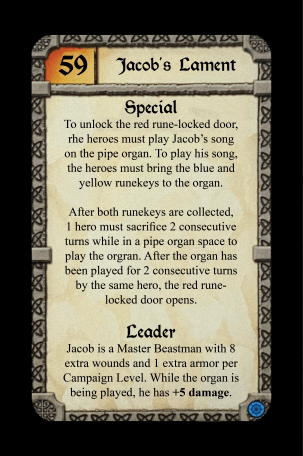 59 Jacob's Lament
Special
To unlock the red rune-locked door,
rhe heroes must play Jacob's song
on the pipe organ. To play his song,
the heroes must bring the blue and
yellow runekeys to the organ.
After both runekeys are collected,
1 hero must sacrifice 2 consecutive
turns while in a pipe organ space to
play the orgran. After the organ has
been played for 2 consecutive turns
by the same hero, the red rune-
locked door opens.
Leader
Jacob is a Master Beastman with 8
extra wounds and 1 extra armor per
Campaign Level. While the organ is
being played, he has +5 damage.